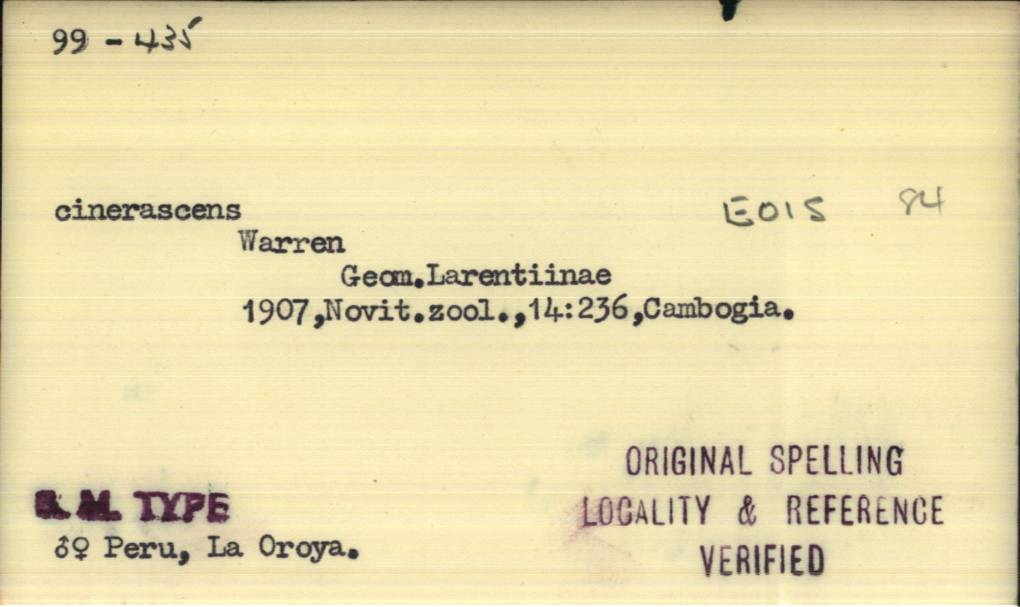 99 - 435
cinerascens
EOIS 84
Warren
Geom.Larentiinae
1907,Novit.zool.,14:236,Cambogia.
B. M. TYPE
♂♀ Peru, La Oroya.
ORIGINAL SPELLING
LOCALITY & REFERENCE
VERIFIED